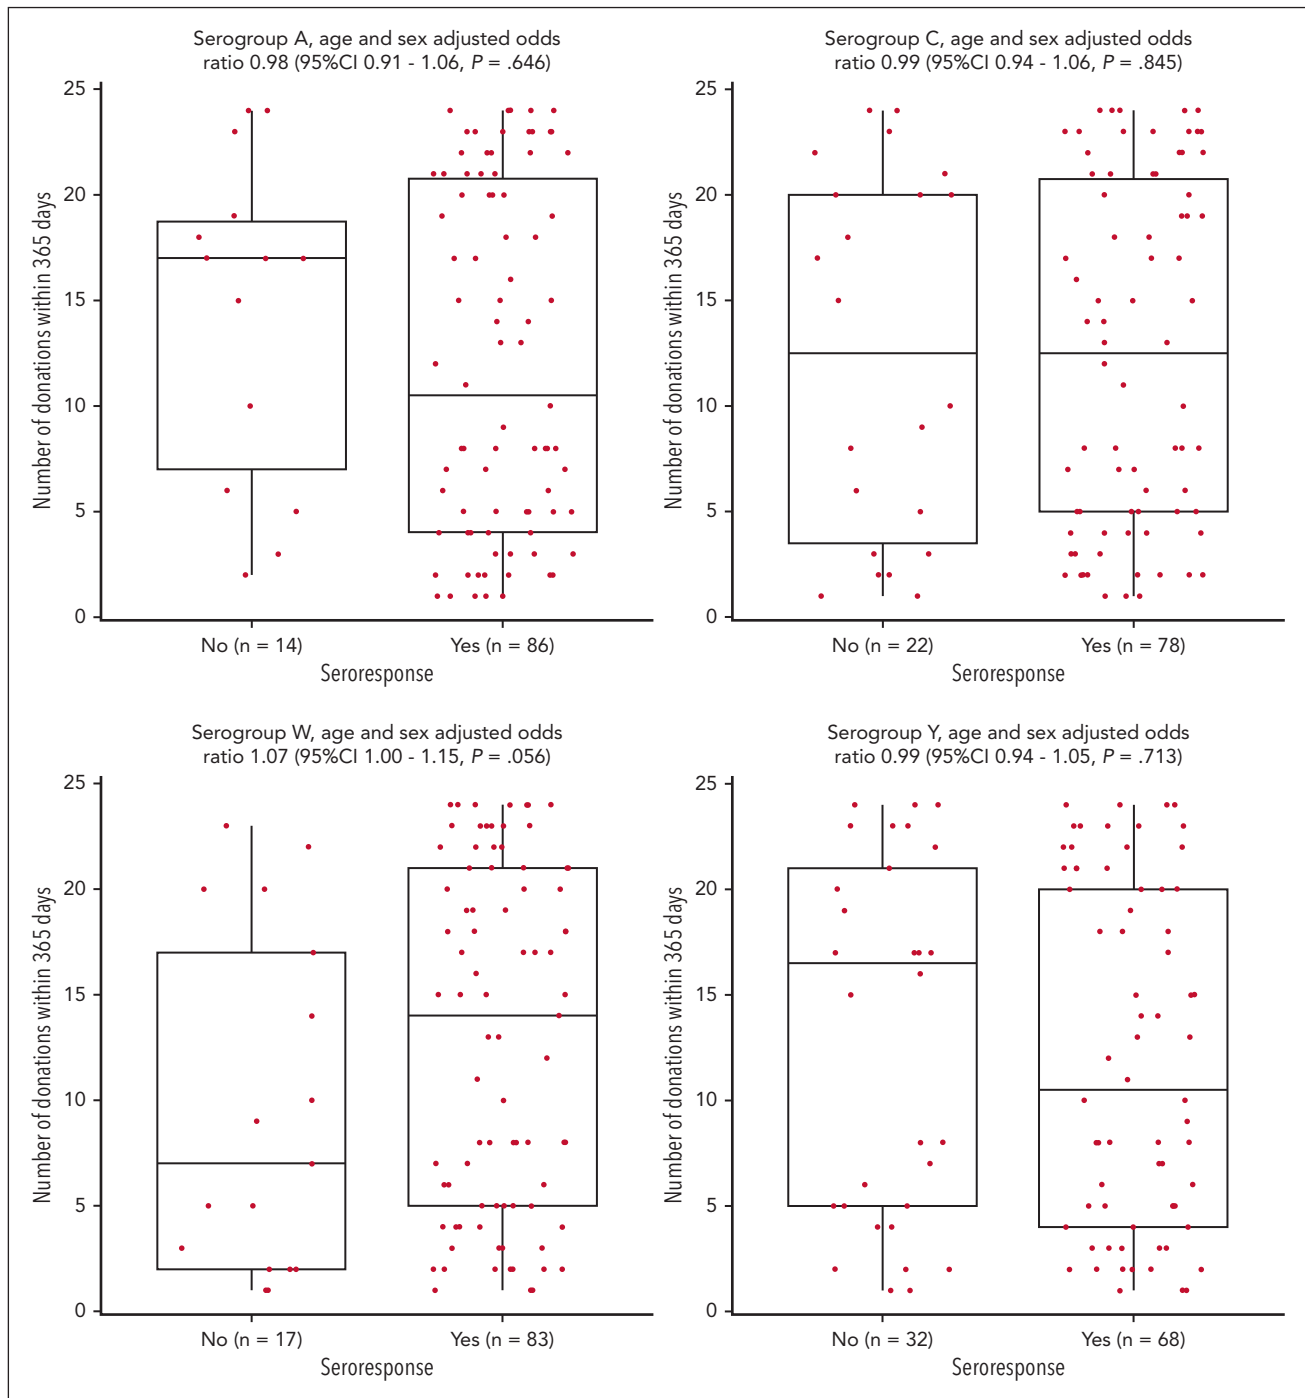 Serogroup A, age and sex adjusted odds
ratio 0.98 (95%CI 0.91 - 1.06, P = .646)
Number of donations within 365 days
25
20
15
10
5
0
No (n = 14)
Yes (n = 86)
Seroresponse
Serogroup C, age and sex adjusted odds
ratio 0.99 (95%CI 0.94 - 1.06, P = .845)
Number of donations within 365 days
25
20
15
10
5
0
No (n = 22)
Yes (n = 78)
Seroresponse
Serogroup W, age and sex adjusted odds
ratio 1.07 (95%CI 1.00 - 1.15, P = .056)
Number of donations within 365 days
25
20
15
10
5
0
No (n = 17)
Yes (n = 83)
Seroresponse
Serogroup Y, age and sex adjusted odds
ratio 0.99 (95%CI 0.94 - 1.05, P = .713)
Number of donations within 365 days
25
20
15
10
5
0
No (n = 32)
Yes (n = 68)
Seroresponse